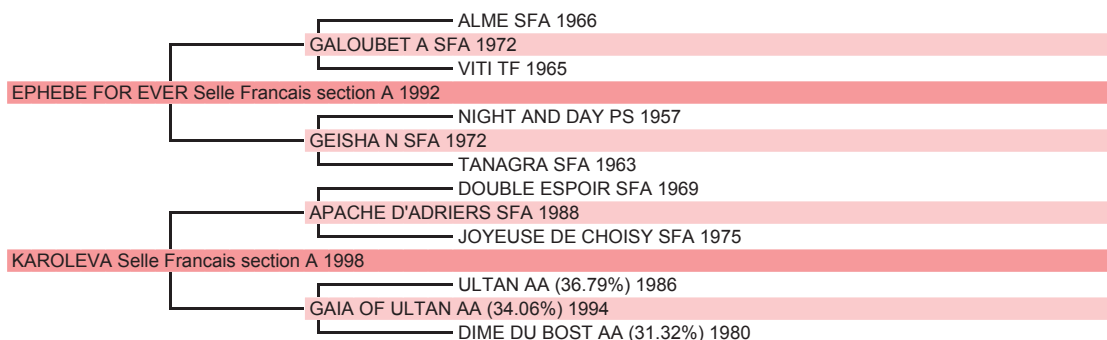 ALME SFA 1966
GALOUBET A SFA 1972
VITI TF 1965
EPHEBE FOR EVER Selle Francais section A 1992
NIGHT AND DAY PS 1957
GEISHA N SFA 1972
TANAGRA SFA 1963
DOUBLE ESPOIR SFA 1969
APACHE D'ADRIERS SFA 1988
JOYEUSE DE CHOISY SFA 1975
KAROLEVA Selle Francais section A 1998
ULTAN AA (36.79%) 1986
GAIA OF ULTAN AA (34.06%) 1994
DIME DU BOST AA (31.32%) 1980